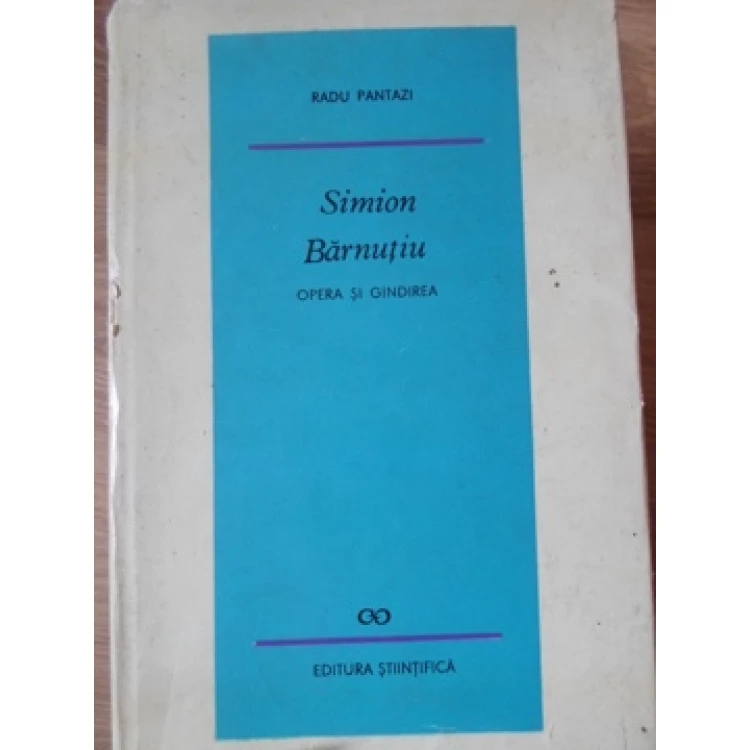 RADU PANTAZI
Simion
Bărnuțiu
OPERA ȘI GINDIREA
EDITURA ȘTIINȚIFICĂ